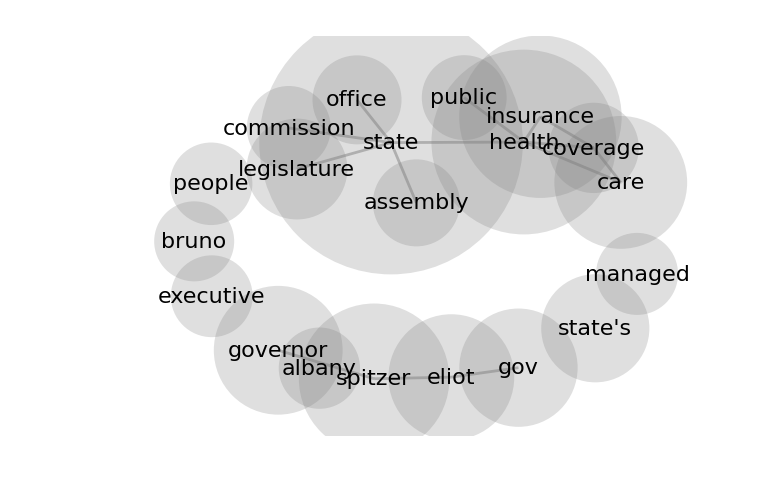 office
public
insurance
commission
state
health
coverage
legislature
people
care
assembly
bruno
managed
executive
state's
governor
albany
spitzer
eliot
gov